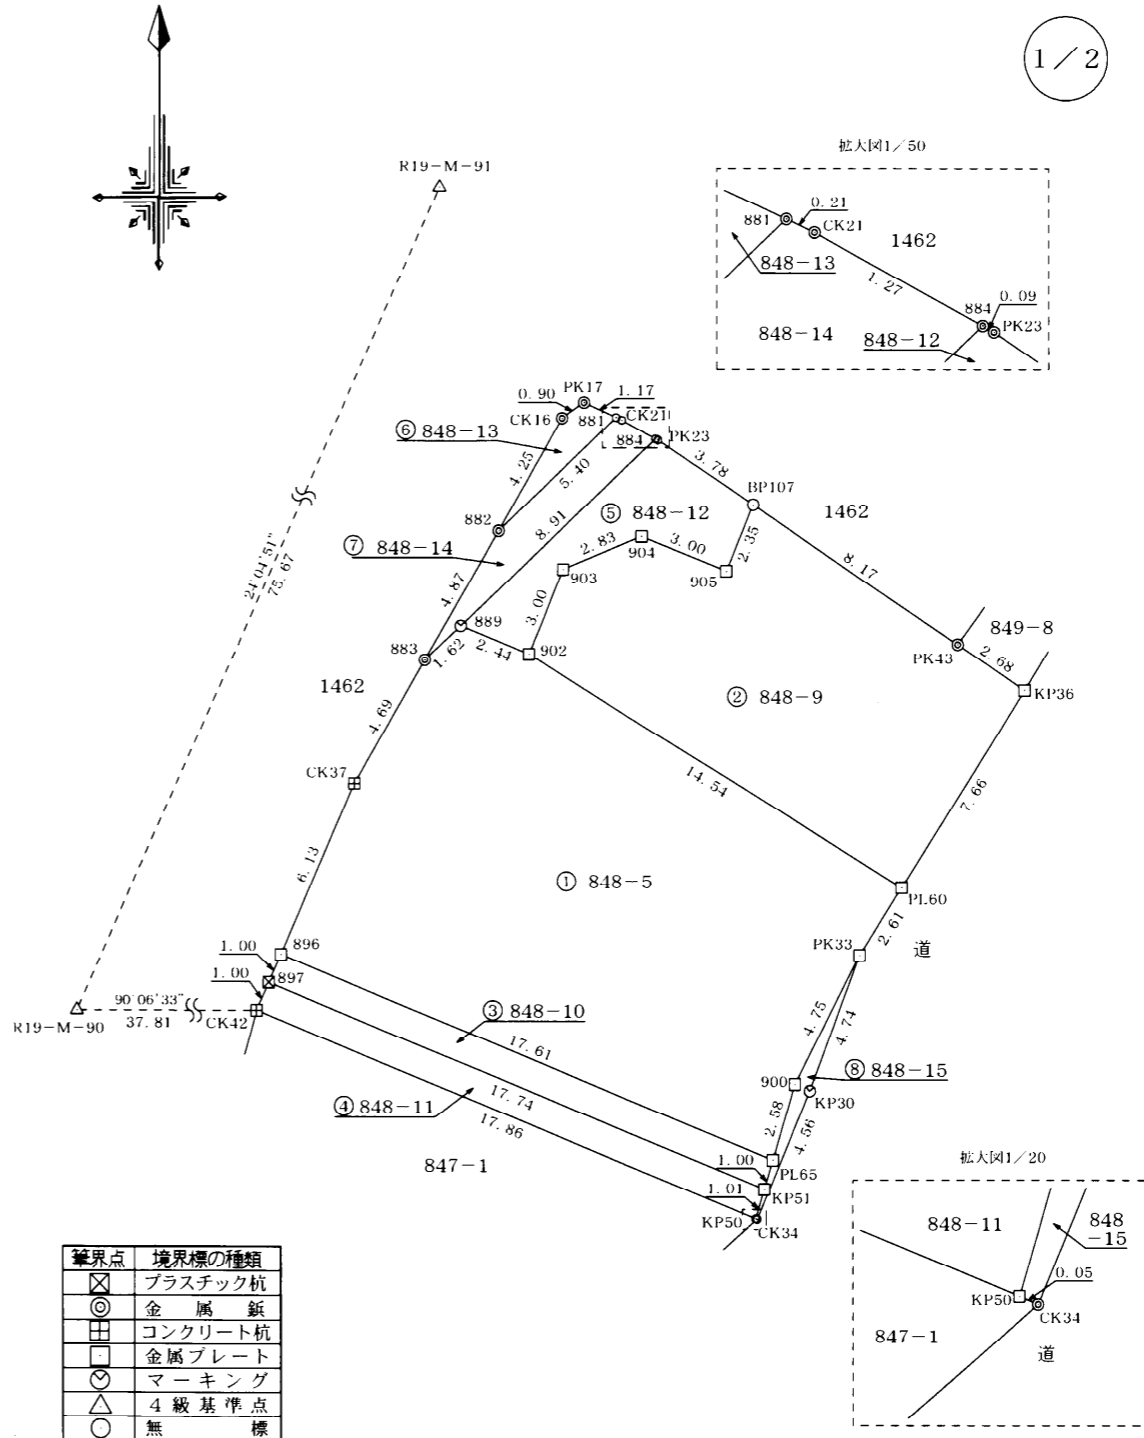 1／2
拡大図1／50
881
0.21
CK21
1462
848−13
1.27
884
0.09
PK23
848−14
848−12
R19−M−91
PK17
0.90
1.17
CK16
881
CK21
⑥ 848−13
884
PK23
4.25
5.40
3.78
BP107
882
8.91
⑤ 848−12
1462
⑦ 848−14
2.83
904
3.00
2.35
24°04'51"
75.67
903
905
8.17
4.87
3.00
889
849−8
883
1.62
2.44
902
PK43
2.68
1462
② 848−9
KP36
4.69
CK37
14.54
7.66
6.13
① 848−5
PL60
2.61
896
PK33
道
1.00
897
1.00
90°06'33"
37.81
CK42
R19−M−90
③ 848−10
4.75
4.74
17.61
⑧ 848−15
900
KP30
17.74
④ 848−11
17.86
2.58
4.56
847−1
1.00
PL65
1.01
KP51
KP50
CK34
拡大図1／20
848−11
848
−15
0.05
KP50
CK34
847−1
道
筆界点 境界標の種類
プラスチック杭
金属鋲
コンクリート杭
金属プレート
マーキング
4級基準点
無標